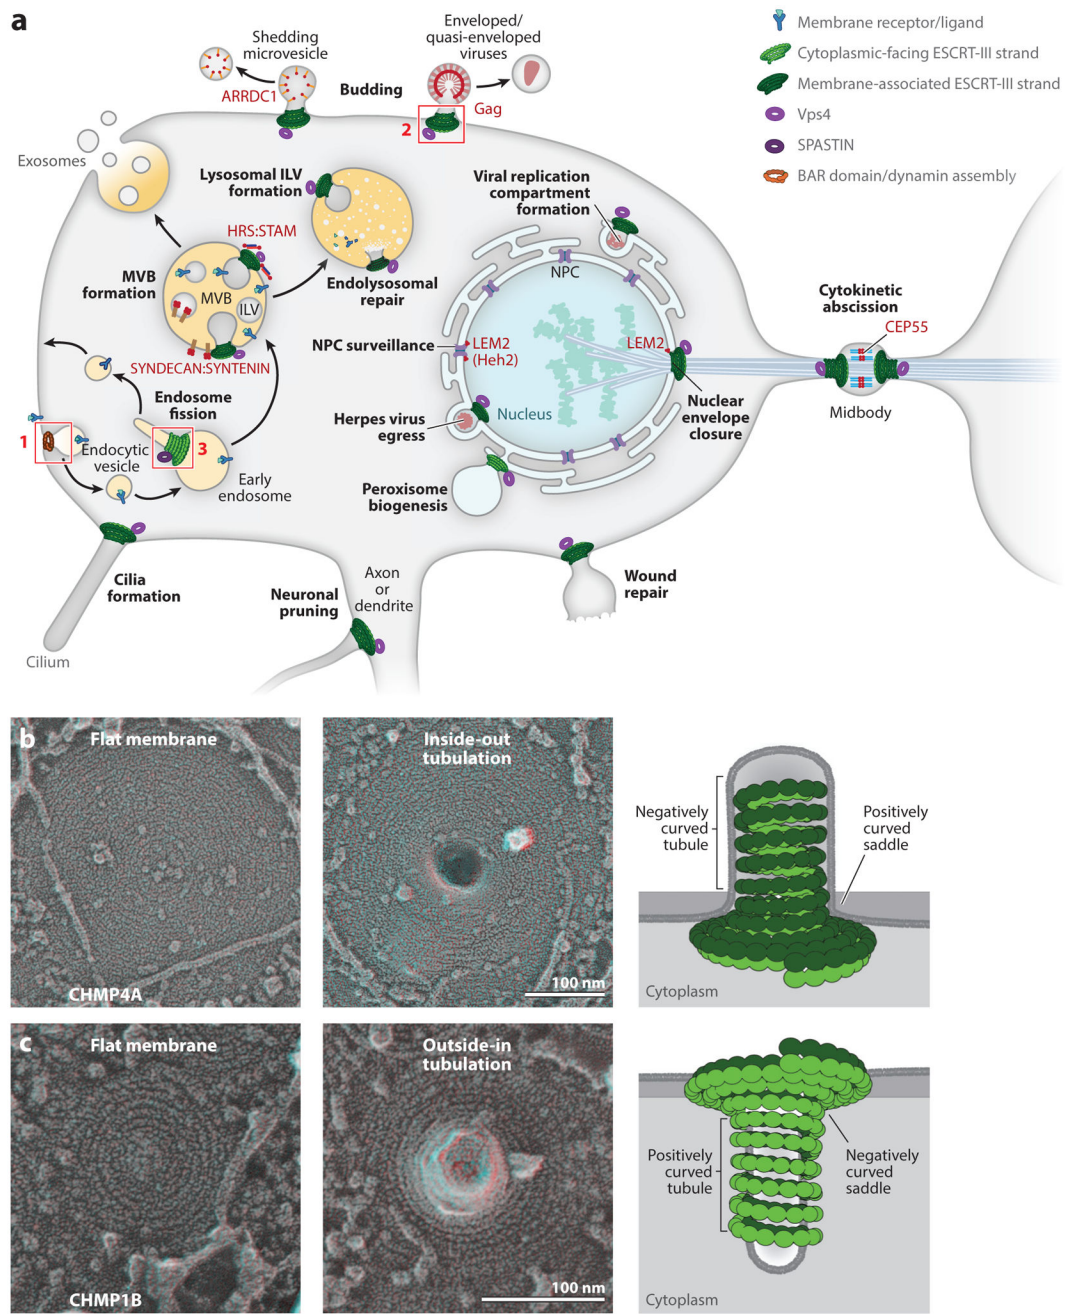 a
Shedding
microvesicle
ARRDC1
Budding
Enveloped/
quasi-enveloped
viruses
Gag
2
Membrane receptor/ligand
Cytoplasmic-facing ESCRT-III strand
Membrane-associated ESCRT-III strand
Vps4
SPASTIN
BAR domain/dynamin assembly
Exosomes
Lysosomal ILV
formation
Viral replication
compartment
formation
HRS:STAM
MVB
formation
MVB
ILV
Endolysosomal
repair
NPC
Cytokinetic
abscission
CEP55
NPC surveillance
LEM2
(Heh2)
LEM2
SYNDECAN:SYNTENIN
Endosome
fission
Nuclear
envelope
closure
Midbody
Herpes virus
egress
Nucleus
1
Endocytic
vesicle
3
Early
endosome
Peroxisome
biogenesis
Cilia
formation
Neuronal
pruning
Axon
or
dendrite
Wound
repair
Cilium
b
Flat membrane
CHMP4A
Inside-out
tubulation
100 nm
Negatively
curved
tubule
Positively
curved
saddle
Cytoplasm
c
Flat membrane
CHMP1B
Outside-in
tubulation
100 nm
Positively
curved
tubule
Negatively
curved
saddle
Cytoplasm